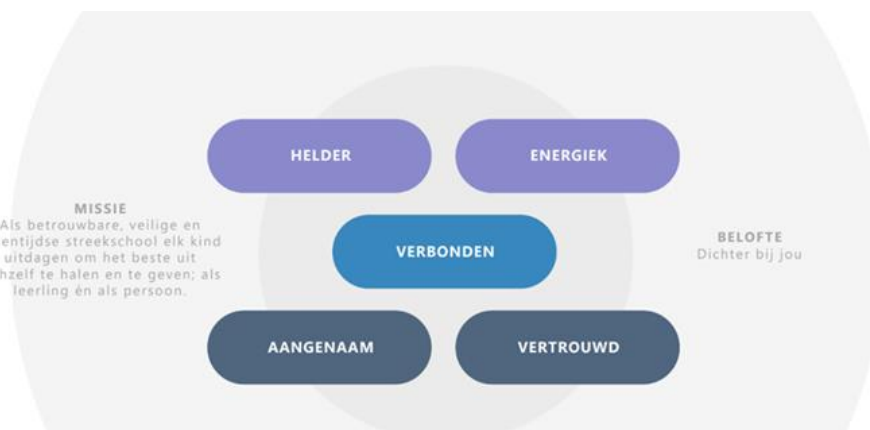 HELDER
ENERGIEK
MISSIE
Als betrouwbare, veilige en
streekschool elk kind
uitdagen om het beste uit
te halen en te geven; als
leerling én als persoon.
VERBONDEN
BELOFTE
Dichter bij jou
AANGENAAM
VERTROUWD